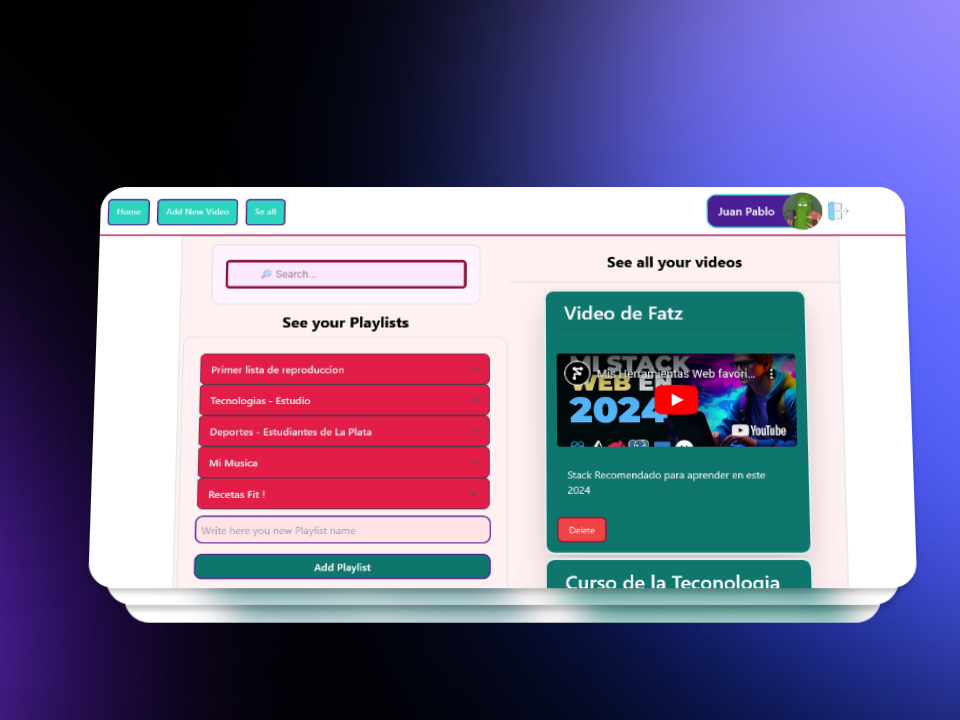 Home
Add New Video
Se all
Juan Pablo
Search...
See your Playlists
Primer lista de reproduccion
Tecnologias - Estudio
Deportes - Estudiantes de La Plata
Mi Musica
Recetas Fit !
Write here you new Playlist name
Add Playlist
See all your videos
Video de Fatz
Mis Herramientas Web favori...
MI STACK
WEB EN
2024
YouTube
Stack Recomendado para aprender en este
2024
Delete
Curso de la Teconologia